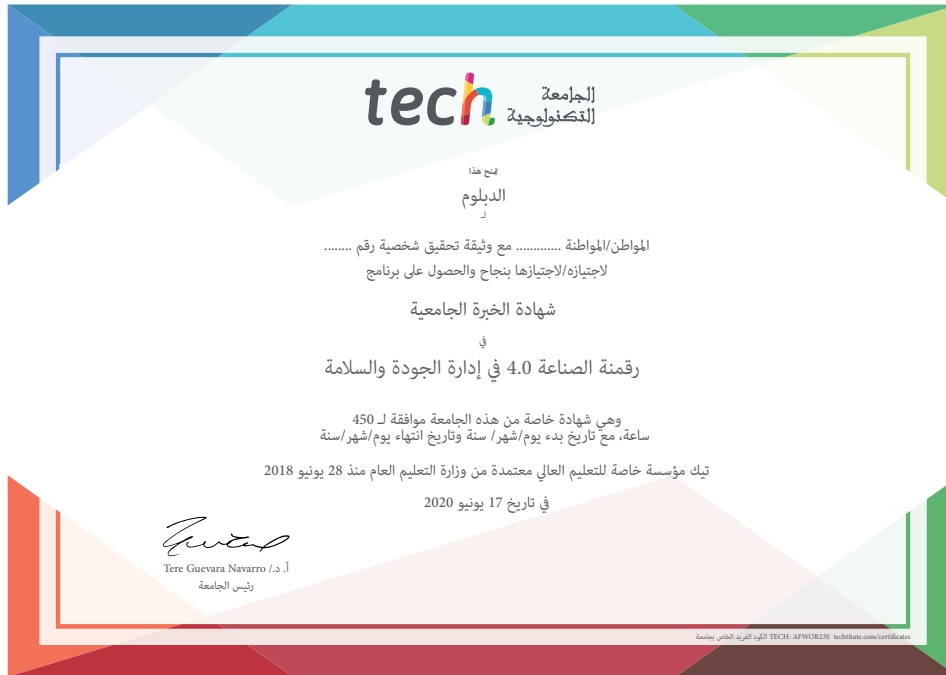 tech الجامعة
التكنولوجية
يمنح هذا
الدبلوم
لـ
المواطن/المواطنة ............. مع وثيقة تحقيق شخصية رقم ........
لاجتيازه/لاجتيازها بنجاح والحصول على برنامج
شهادة الخبرة الجامعية
في
رقمنة الصناعة 4.0 في إدارة الجودة والسلامة
وهي شهادة خاصة من هذه الجامعة موافقة لـ 450
ساعة، مع تاريخ بدء يوم/شهر/ سنة وتاريخ انتهاء يوم/شهر/سنة
تيك مؤسسة خاصة للتعليم العالي معتمدة من وزارة التعليم العام منذ 28 يونيو 2018
في تاريخ 17 يونيو 2020
أ. د./ Tere Guevara Navarro
رئيس الجامعة
الكود الفريد الخاص بجامعة TECH: AFWOR23S techtitute.com/certificates